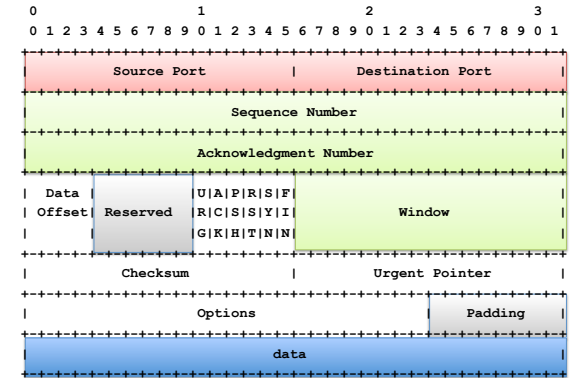 0                   1                   2                   3
0 1 2 3 4 5 6 7 8 9 0 1 2 3 4 5 6 7 8 9 0 1 2 3 4 5 6 7 8 9 0 1
+-+-+-+-+-+-+-+-+-+-+-+-+-+-+-+-+-+-+-+-+-+-+-+-+-+-+-+-+-+-+-+-+
| Source Port | Destination Port |
+-+-+-+-+-+-+-+-+-+-+-+-+-+-+-+-+-+-+-+-+-+-+-+-+-+-+-+-+-+-+-+-+
| Sequence Number |
+-+-+-+-+-+-+-+-+-+-+-+-+-+-+-+-+-+-+-+-+-+-+-+-+-+-+-+-+-+-+-+-+
| Acknowledgment Number |
+-+-+-+-+-+-+-+-+-+-+-+-+-+-+-+-+-+-+-+-+-+-+-+-+-+-+-+-+-+-+-+-+
| Data | |U|A|P|R|S|F| |
| Offset| Reserved |R|C|S|S|Y|I| Window |
| | |G|K|H|T|N|N| |
+-+-+-+-+-+-+-+-+-+-+-+-+-+-+-+-+-+-+-+-+-+-+-+-+-+-+-+-+-+-+-+-+
| Checksum | Urgent Pointer |
+-+-+-+-+-+-+-+-+-+-+-+-+-+-+-+-+-+-+-+-+-+-+-+-+-+-+-+-+-+-+-+-+
| Options | Padding |
+-+-+-+-+-+-+-+-+-+-+-+-+-+-+-+-+-+-+-+-+-+-+-+-+-+-+-+-+-+-+-+-+
| data |
+-+-+-+-+-+-+-+-+-+-+-+-+-+-+-+-+-+-+-+-+-+-+-+-+-+-+-+-+-+-+-+-+